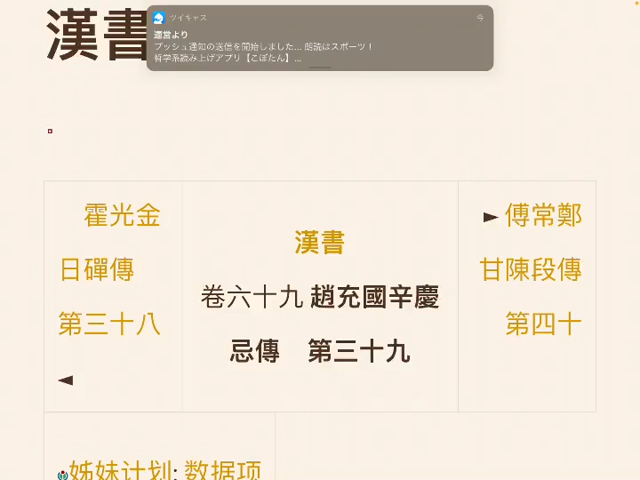 漢書
ツイキャス 今
運営より
プッシュ通知の送信を開始しました... 朗読はスポーツ！
哲学系読み上げアプリ【こぽたん】...
霍光金
日磾傳
第三十八
◄
漢書
卷六十九 趙充國辛慶
忌傳　第三十九
► 傅常鄭
甘陳段傳
第四十
姊妹计划: 数据项